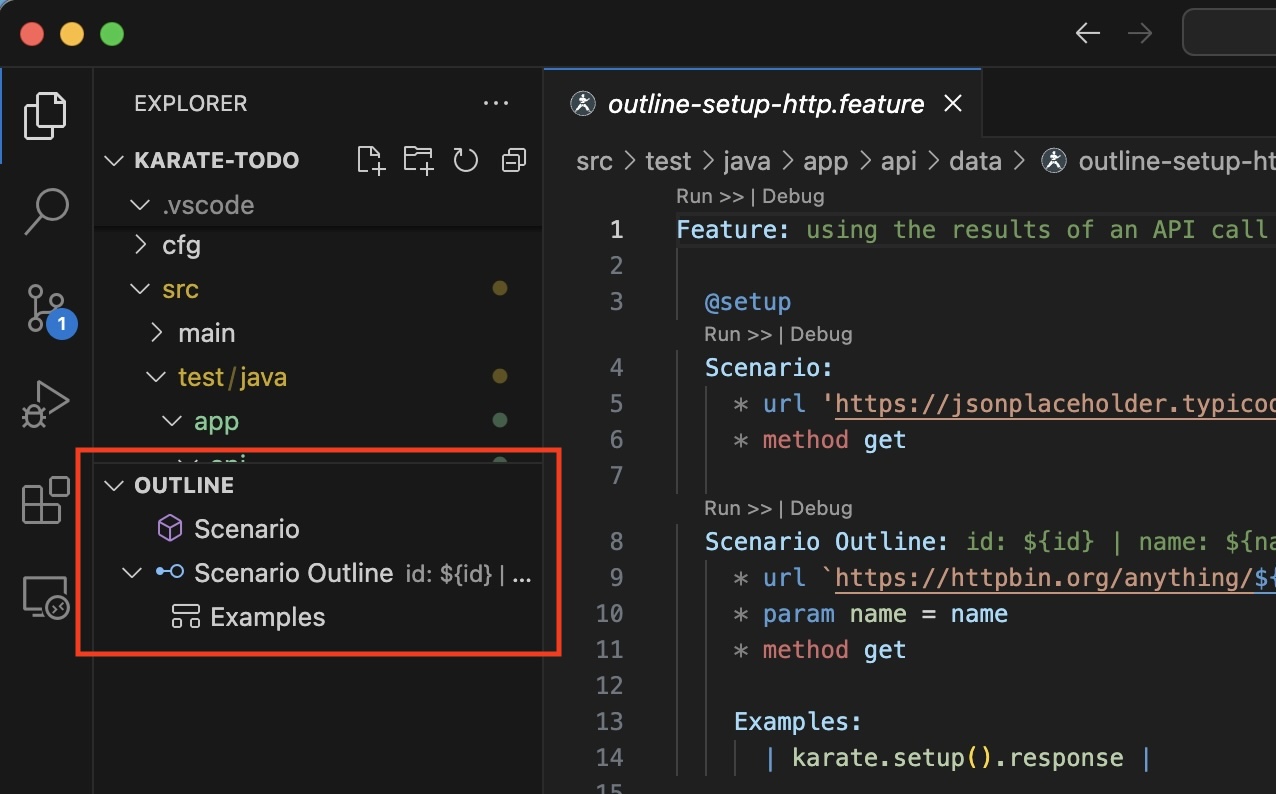 EXPLORER
KARATE-TODO
.vscode
cfg
src
main
test/java
app
api
OUTLINE
Scenario
Scenario Outline id: ${id} | ...
Examples
1
outline-setup-http.feature
src > test > java > app > api > data > outline-setup-ht
Run >> | Debug
1 Feature: using the results of an API call
2
3 @setup
Run >> | Debug
4 Scenario:
5 * url 'https://jsonplaceholder.typicod
6 * method get
7
Run >> | Debug
8 Scenario Outline: id: ${id} | name: ${na
9 * url `https://httpbin.org/anything/${
10 * param name = name
11 * method get
12
13 Examples:
14 | karate.setup().response |
15